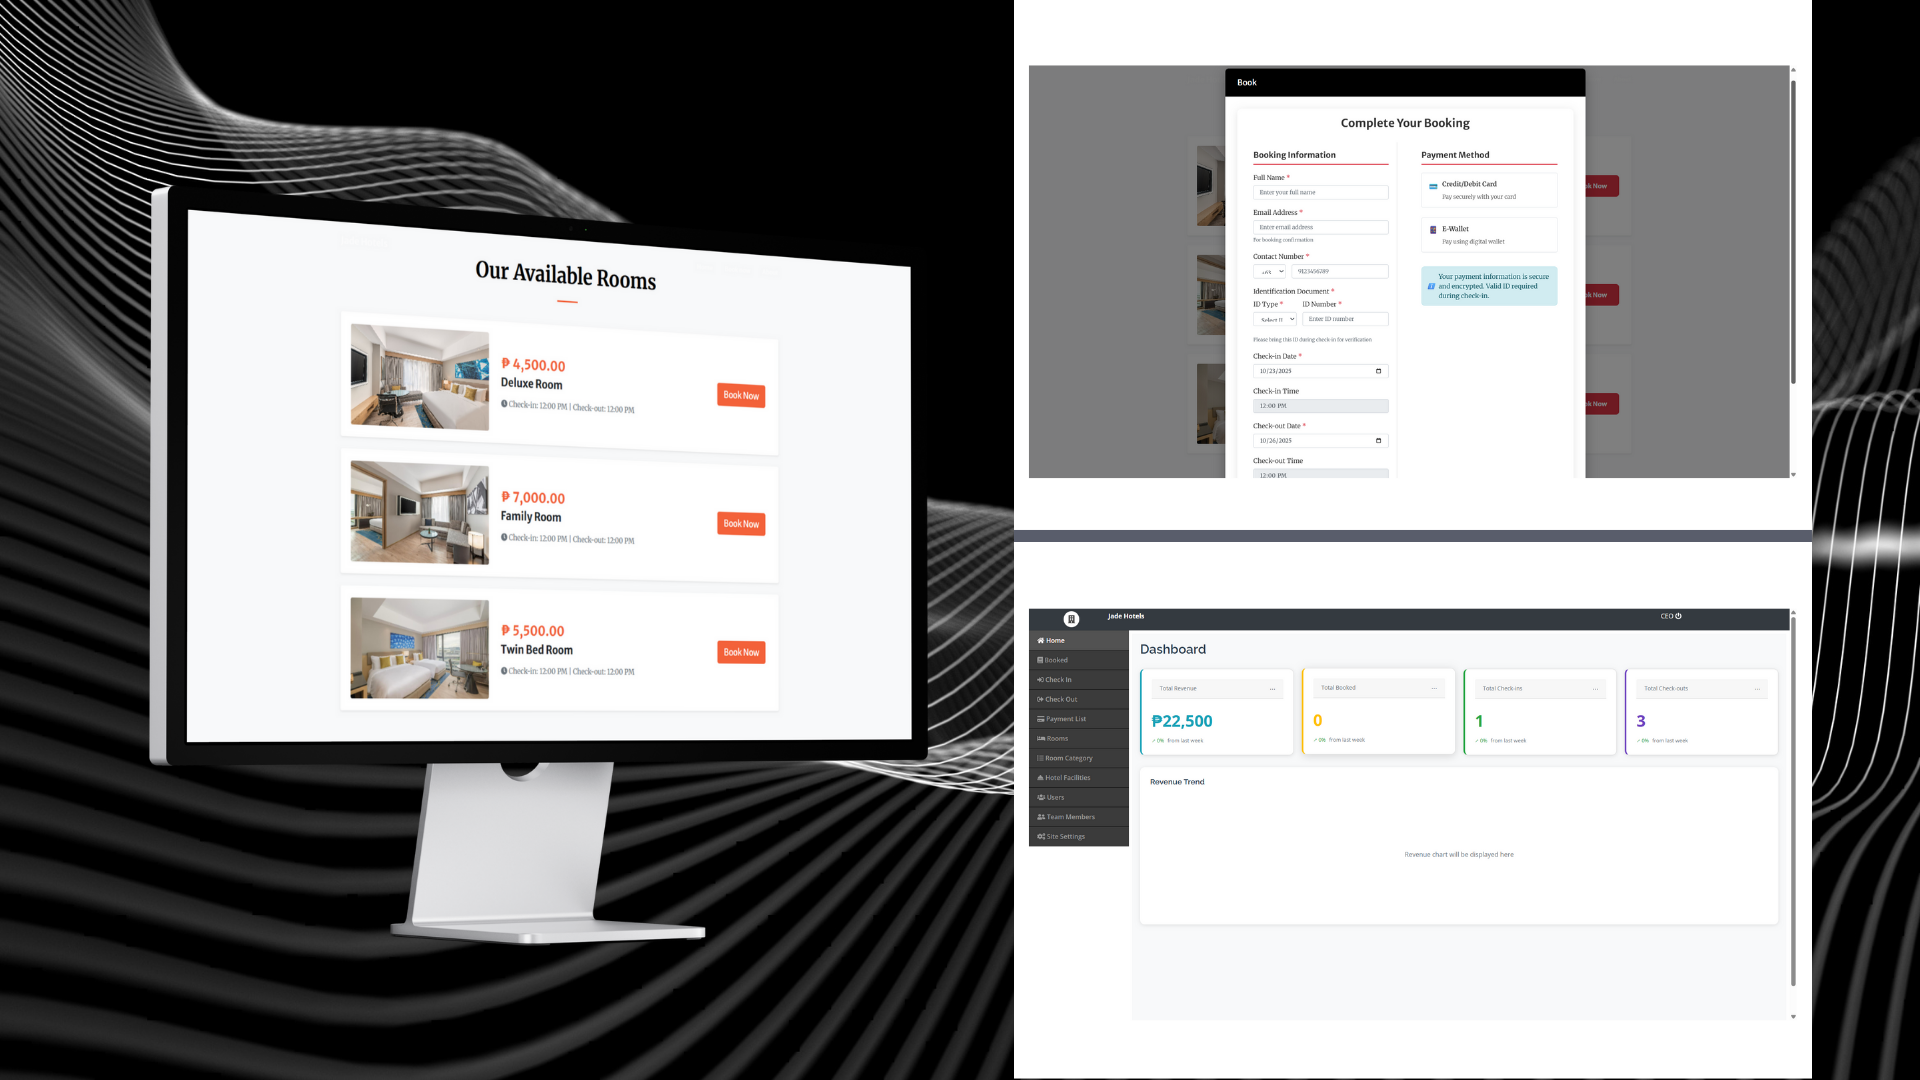 Our Available Rooms
₱ 4,500.00
Deluxe Room
Check-in: 12:00 PM | Check-out: 12:00 PM
Book Now
₱ 7,000.00
Family Room
Check-in: 12:00 PM | Check-out: 12:00 PM
Book Now
₱ 5,500.00
Twin Bed Room
Check-in: 12:00 PM | Check-out: 12:00 PM
Book Now
Book
Complete Your Booking
Booking Information
Full Name *
Enter your full name
Email Address *
Enter email address
For booking confirmation
Contact Number *
+63 9123456789
Identification Document *
ID Type * ID Number *
Select ID Enter ID number
Please bring this ID during check-in for verification
Check-in Date *
10/23/2025
Check-in Time
12:00 PM
Check-out Date *
10/26/2025
Check-out Time
12:00 PM
Payment Method
Credit/Debit Card
Pay securely with your card
E-Wallet
Pay using digital wallet
Your payment information is secure
and encrypted. Valid ID required
during check-in.
ok Now
ok Now
ok Now
Jade Hotels
CEO
Home
Booked
Check In
Check Out
Payment List
Rooms
Room Category
Hotel Facilities
Users
Team Members
Site Settings
Dashboard
Total Revenue ...
₱22,500
0% from last week
Total Booked ...
0
0% from last week
Total Check-ins ...
1
0% from last week
Total Check-outs ...
3
0% from last week
Revenue Trend
Revenue chart will be displayed here